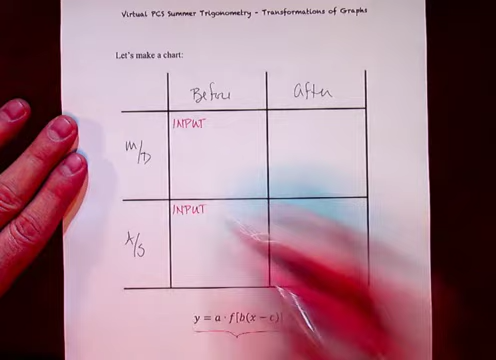 Virtual PCS Summer Trigonometry - Transformations of Graphs
Let's make a chart:
Before After
INPUT
M/D
INPUT
A/S
y = a · f[b(x − c)]